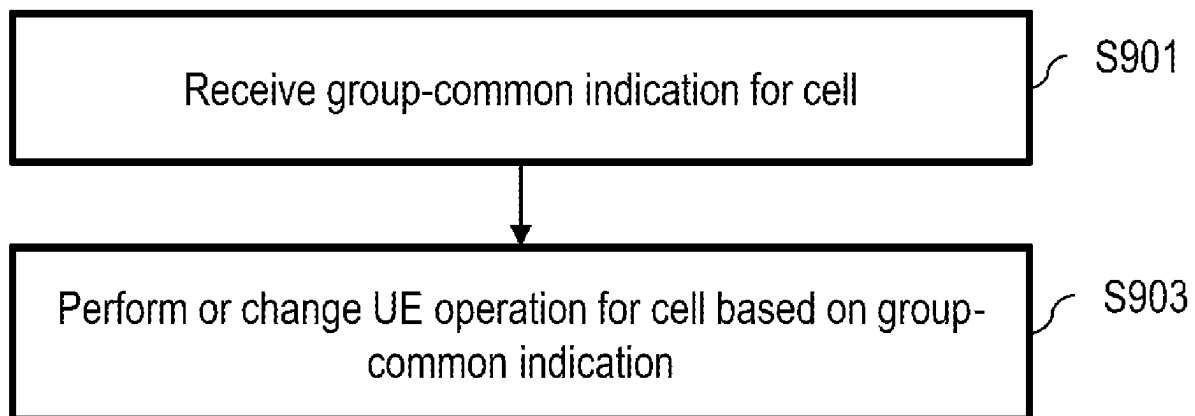 Receive group-common indication for cell
S901
Perform or change UE operation for cell based on group-
common indication
S903